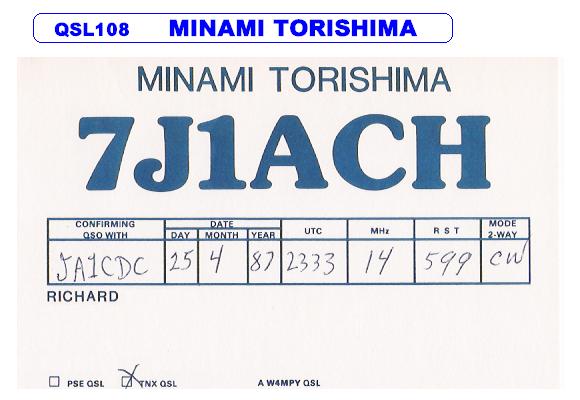 QSL108 MINAMI TORISHIMA
MINAMI TORISHIMA
7J1ACH
CONFIRMING QSO WITH DATE UTC MHz R S T MODE 2-WAY
DAY MONTH YEAR
JA1CDC 25 4 87 2333 14 599 CW
RICHARD
PSE QSL TNX QSL A W4MPY QSL